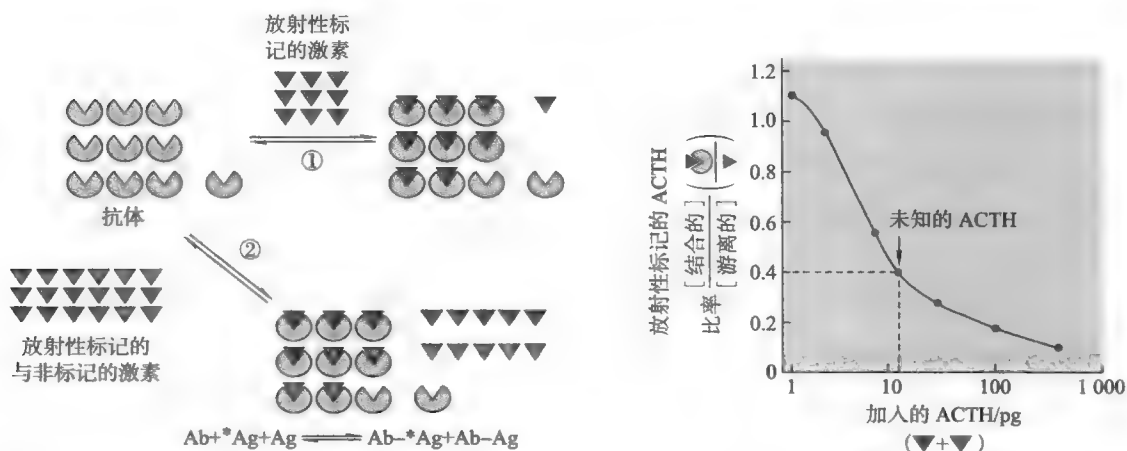 放射性标
记的激素
①
抗体
②
放射性标记的
与非标记的激素
Ab+*Ag+Ag ⇌ Ab-*Ag+Ab-Ag
放射性标记的 ACTH
比率
[结合的]
[游离的]
1.2
1.0
0.8
0.6
0.4
0.2
0
未知的 ACTH
1 10 100 1 000
加入的 ACTH/pg
(▼+▼)